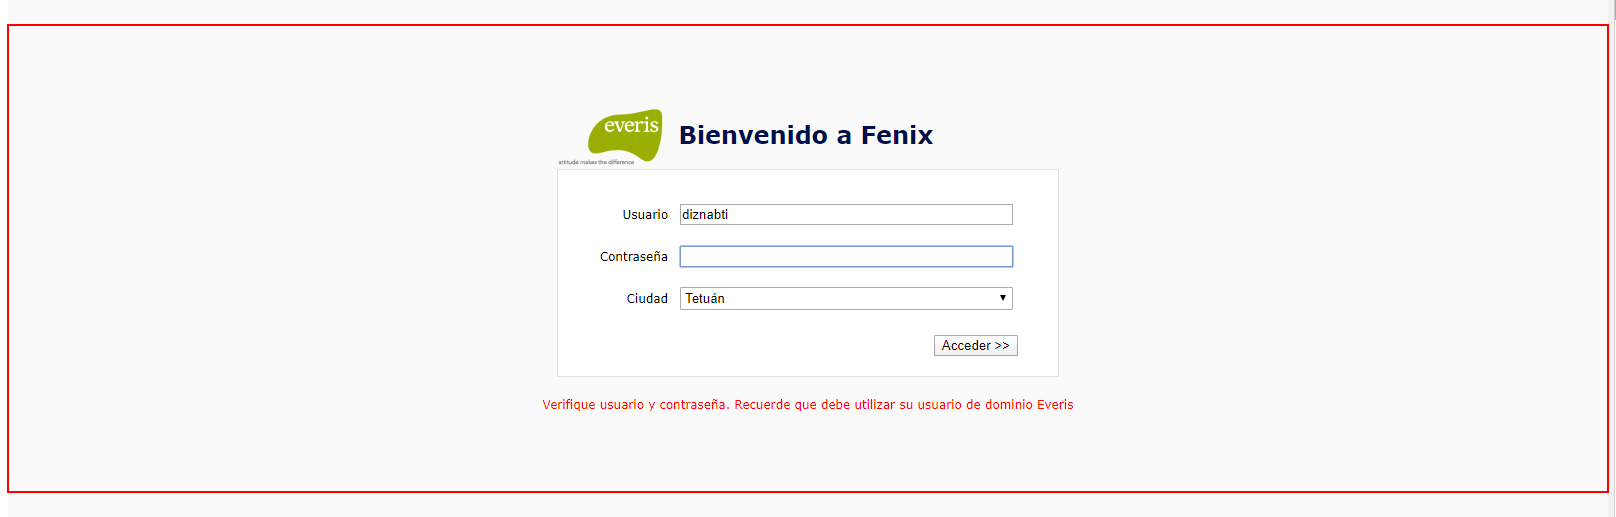 everis
attitude makes the difference
Bienvenido a Fenix
Usuario
diznabti
Contraseña
Ciudad
Tetuán
Acceder >>
Verifique usuario y contraseña. Recuerde que debe utilizar su usuario de dominio Everis